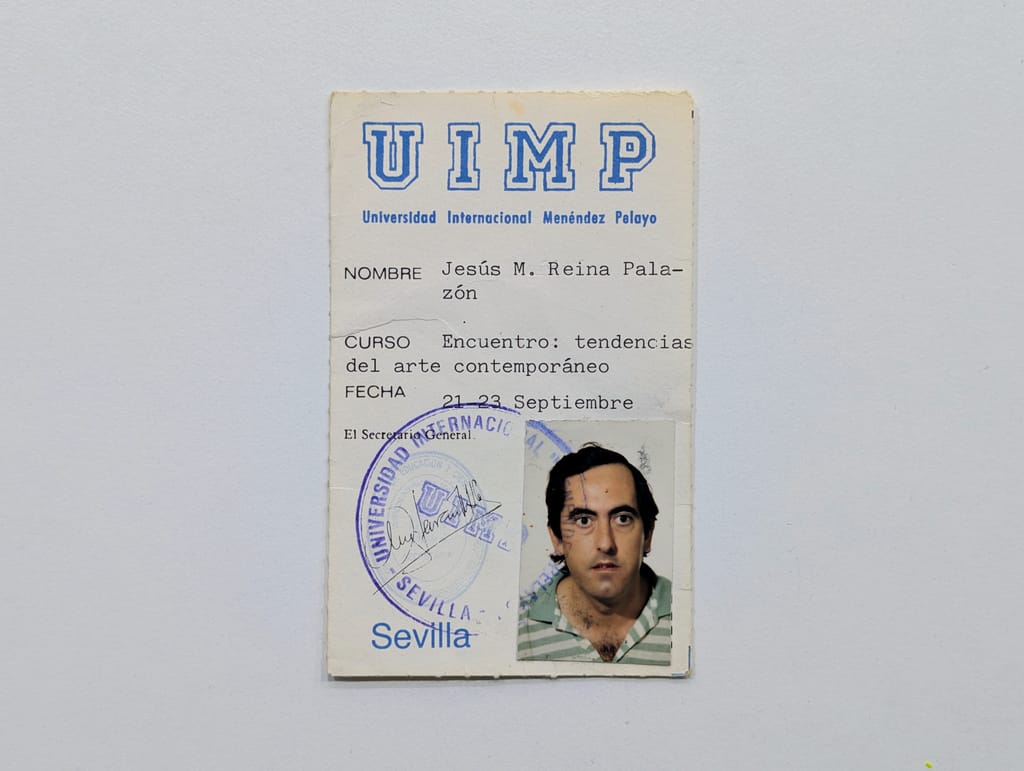 UIMP
Universidad Internacional Menéndez Pelayo
NOMBRE Jesús M. Reina Pala-
zón
CURSO Encuentro: tendencias
del arte contemporáneo
FECHA 21-23 Septiembre
El Secretario General
UNIVERSIDAD INTERNACIONAL
UIMP
SEVILLA
Sevilla